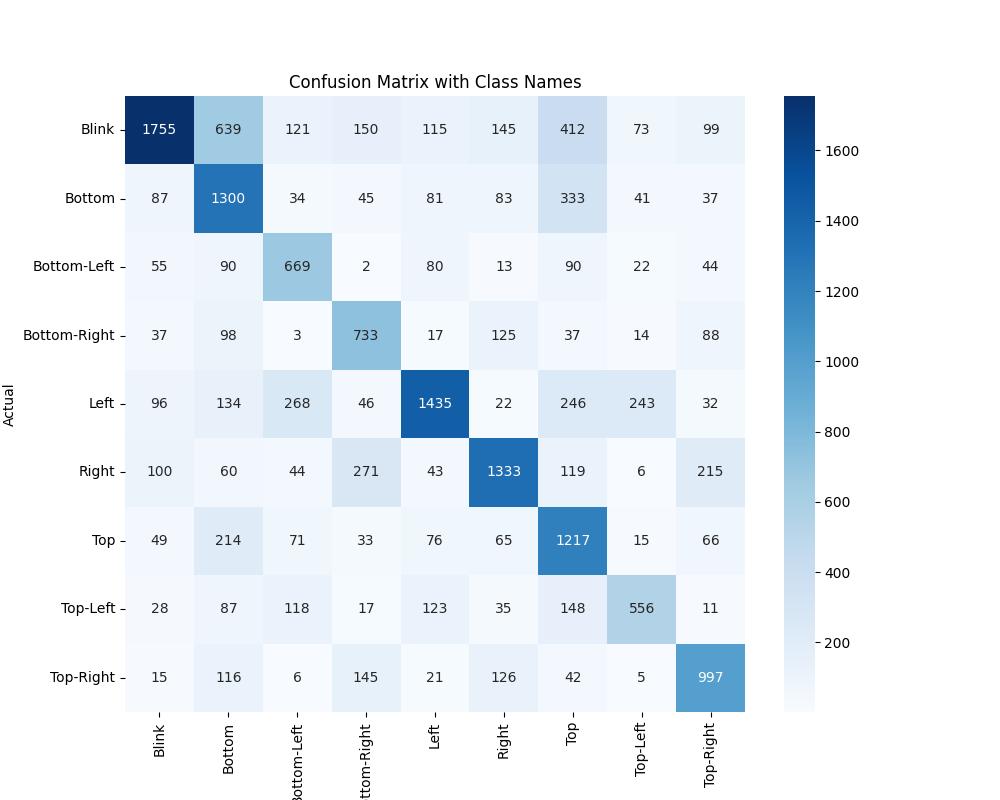 Confusion Matrix with Class Names
Blink 1755 639 121 150 115 145 412 73 99
Bottom 87 1300 34 45 81 83 333 41 37
Bottom-Left 55 90 669 2 80 13 90 22 44
Bottom-Right 37 98 3 733 17 125 37 14 88
Left 96 134 268 46 1435 22 246 243 32
Right 100 60 44 271 43 1333 119 6 215
Top 49 214 71 33 76 65 1217 15 66
Top-Left 28 87 118 17 123 35 148 556 11
Top-Right 15 116 6 145 21 126 42 5 997
Actual
Blink
Bottom
ottom-Left
ttom-Right
Left
Right
Top
Top-Left
Top-Right
1600
1400
1200
1000
800
600
400
200